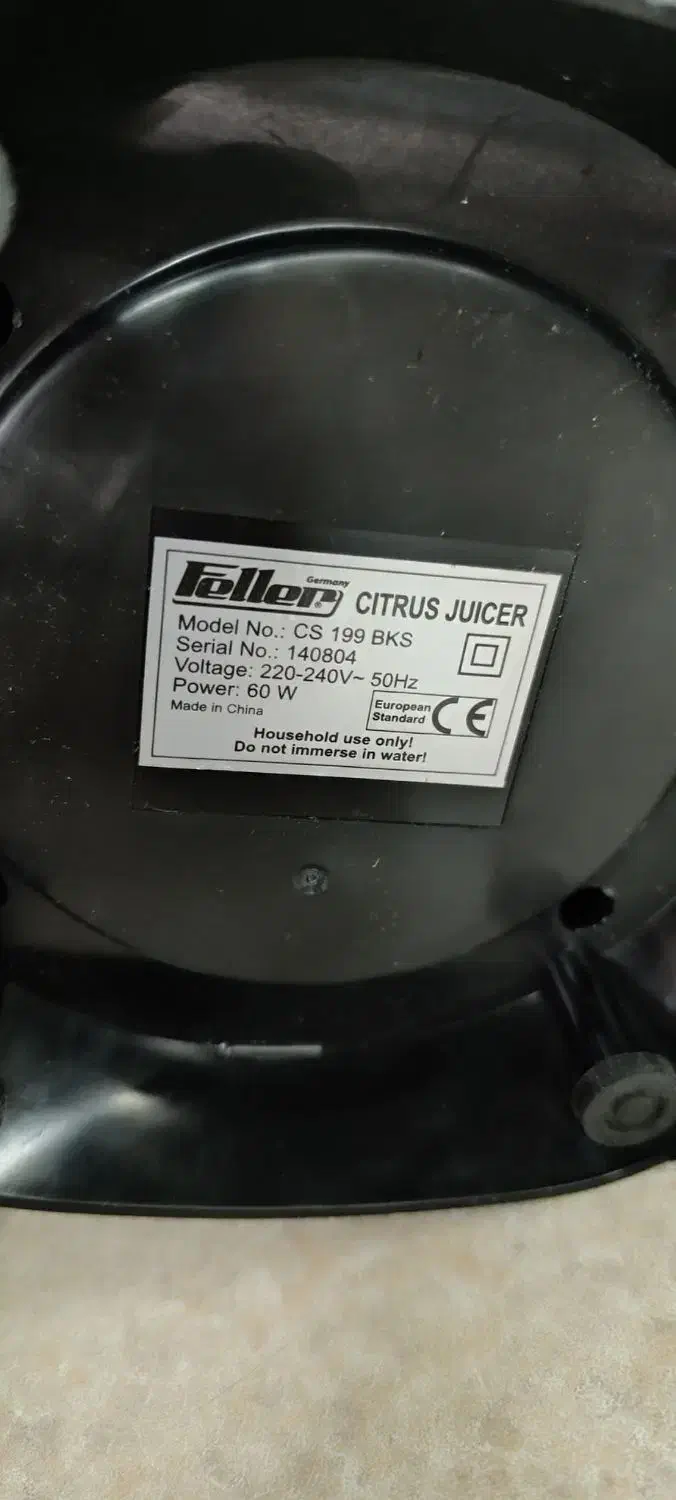 Feller® Germany CITRUS JUICER
Model No.: CS 199 BKS
Serial No.: 140804
Voltage: 220-240V~ 50Hz
Power: 60 W
Made in China
European
Standard CE
Household use only!
Do not immerse in water!